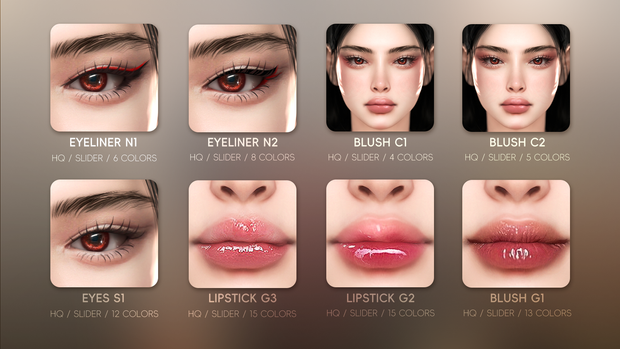 EYELINER N1
HQ / SLIDER / 6 COLORS
EYELINER N2
HQ / SLIDER / 8 COLORS
BLUSH C1
HQ / SLIDER / 4 COLORS
BLUSH C2
HQ / SLIDER / 5 COLORS
EYES S1
HQ / SLIDER / 12 COLORS
LIPSTICK G3
HQ / SLIDER / 15 COLORS
LIPSTICK G2
HQ / SLIDER / 15 COLORS
BLUSH G1
HQ / SLIDER / 13 COLORS